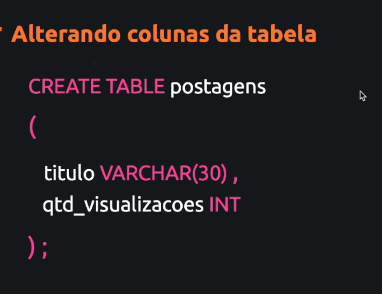 Alterando colunas da tabela
CREATE TABLE postagens
(
titulo VARCHAR(30) ,
qtd_visualizacoes INT
) ;